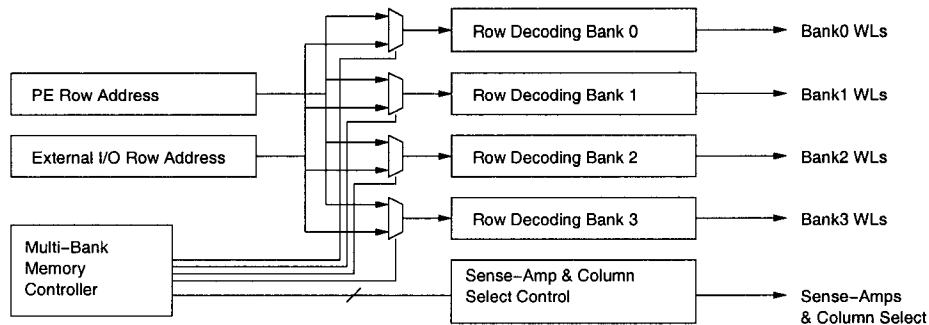 Row Decoding Bank 0
Bank0 WLs
PE Row Address
Row Decoding Bank 1
Bank1 WLs
External I/O Row Address
Row Decoding Bank 2
Bank2 WLs
Row Decoding Bank 3
Bank3 WLs
Multi-Bank
Memory
Controller
Sense-Amp & Column
Select Control
Sense-Amps
& Column Select